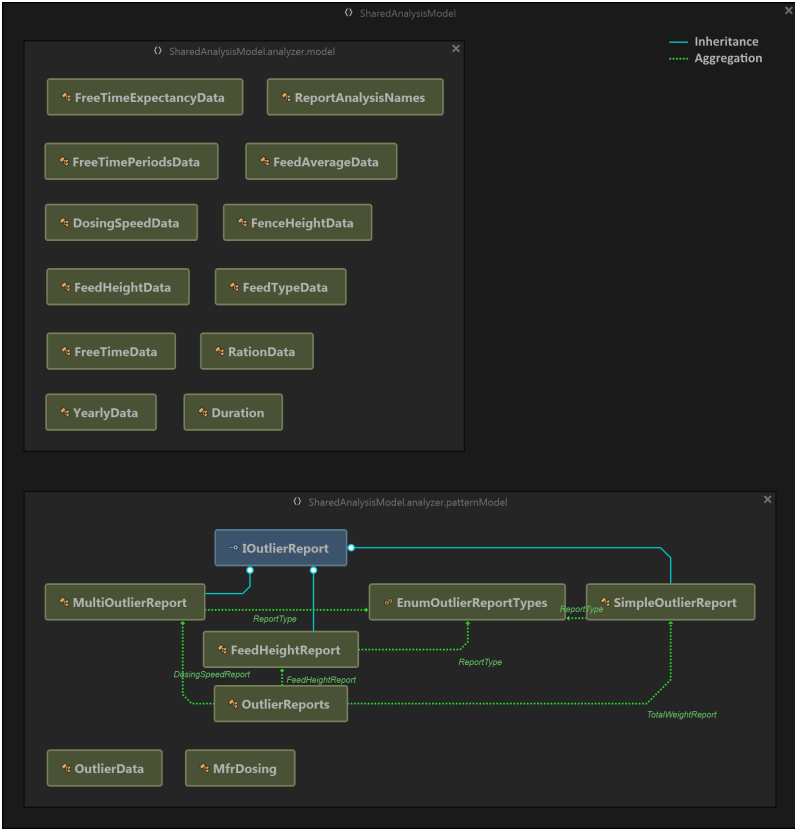 SharedAnalysisModel
SharedAnalysisModel.analyzer.model
Inheritance
Aggregation
FreeTimeExpectancyData
ReportAnalysisNames
FreeTimePeriodsData
FeedAverageData
DosingSpeedData
FenceHeightData
FeedHeightData
FeedTypeData
FreeTimeData
RationData
YearlyData
Duration
SharedAnalysisModel.analyzer.patternModel
IOutlierReport
MultiOutlierReport
EnumOutlierReportTypes
SimpleOutlierReport
ReportType
ReportType
FeedHeightReport
ReportType
DosingSpeedReport
FeedHeightReport
OutlierReports
TotalWeightReport
OutlierData
MfrDosing